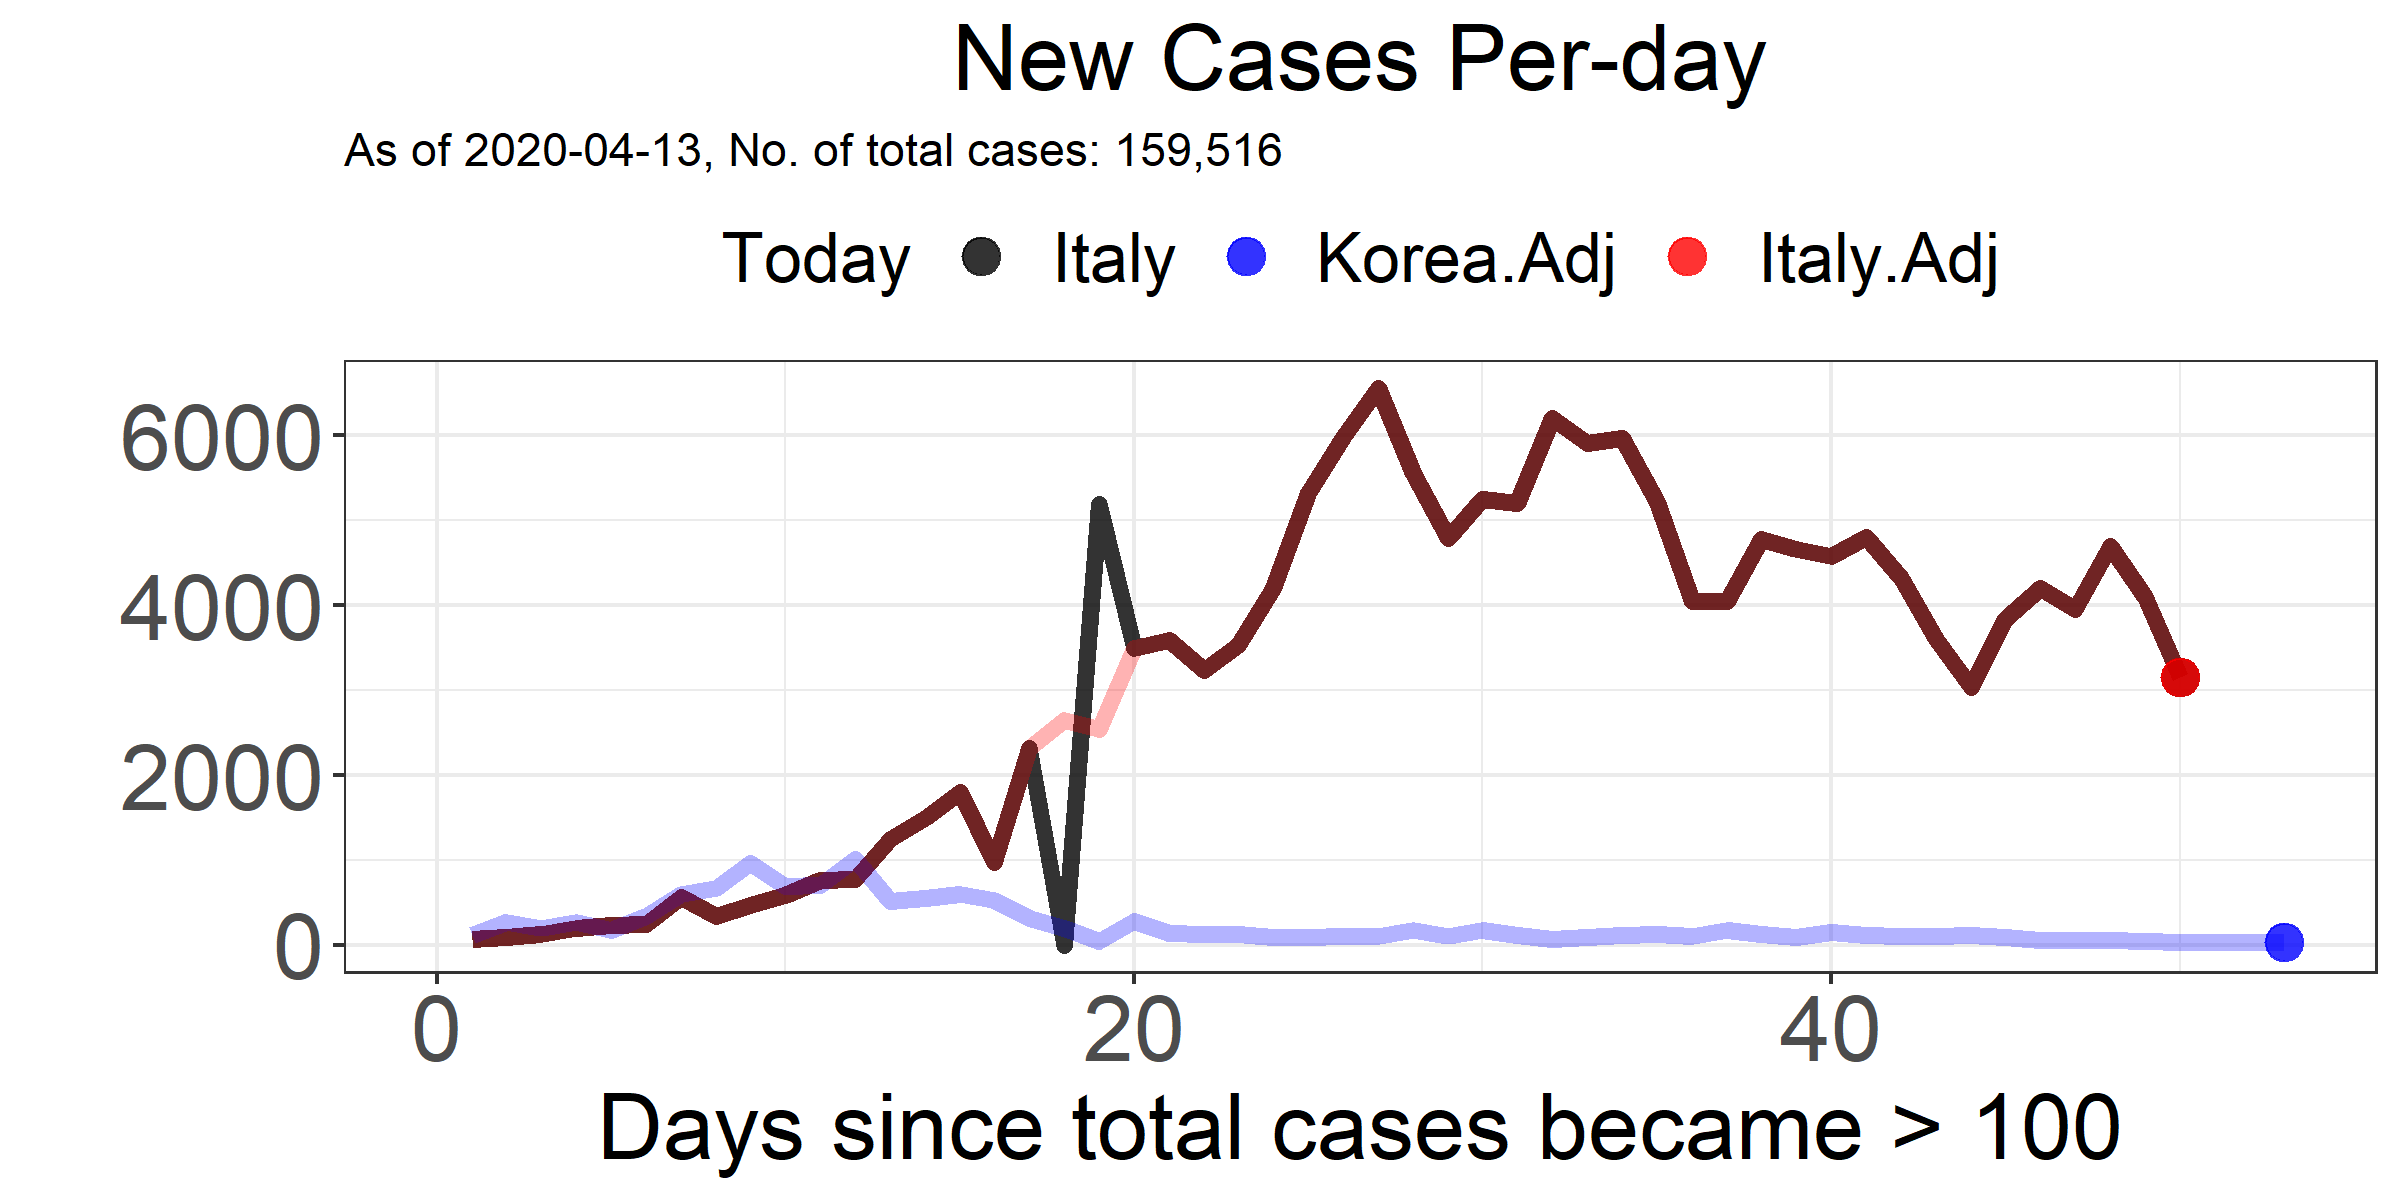 New Cases Per-day
As of 2020-04-13, No. of total cases: 159,516
Today Italy Korea.Adj Italy.Adj
6000
4000
2000
0
0 20 40
Days since total cases became > 100